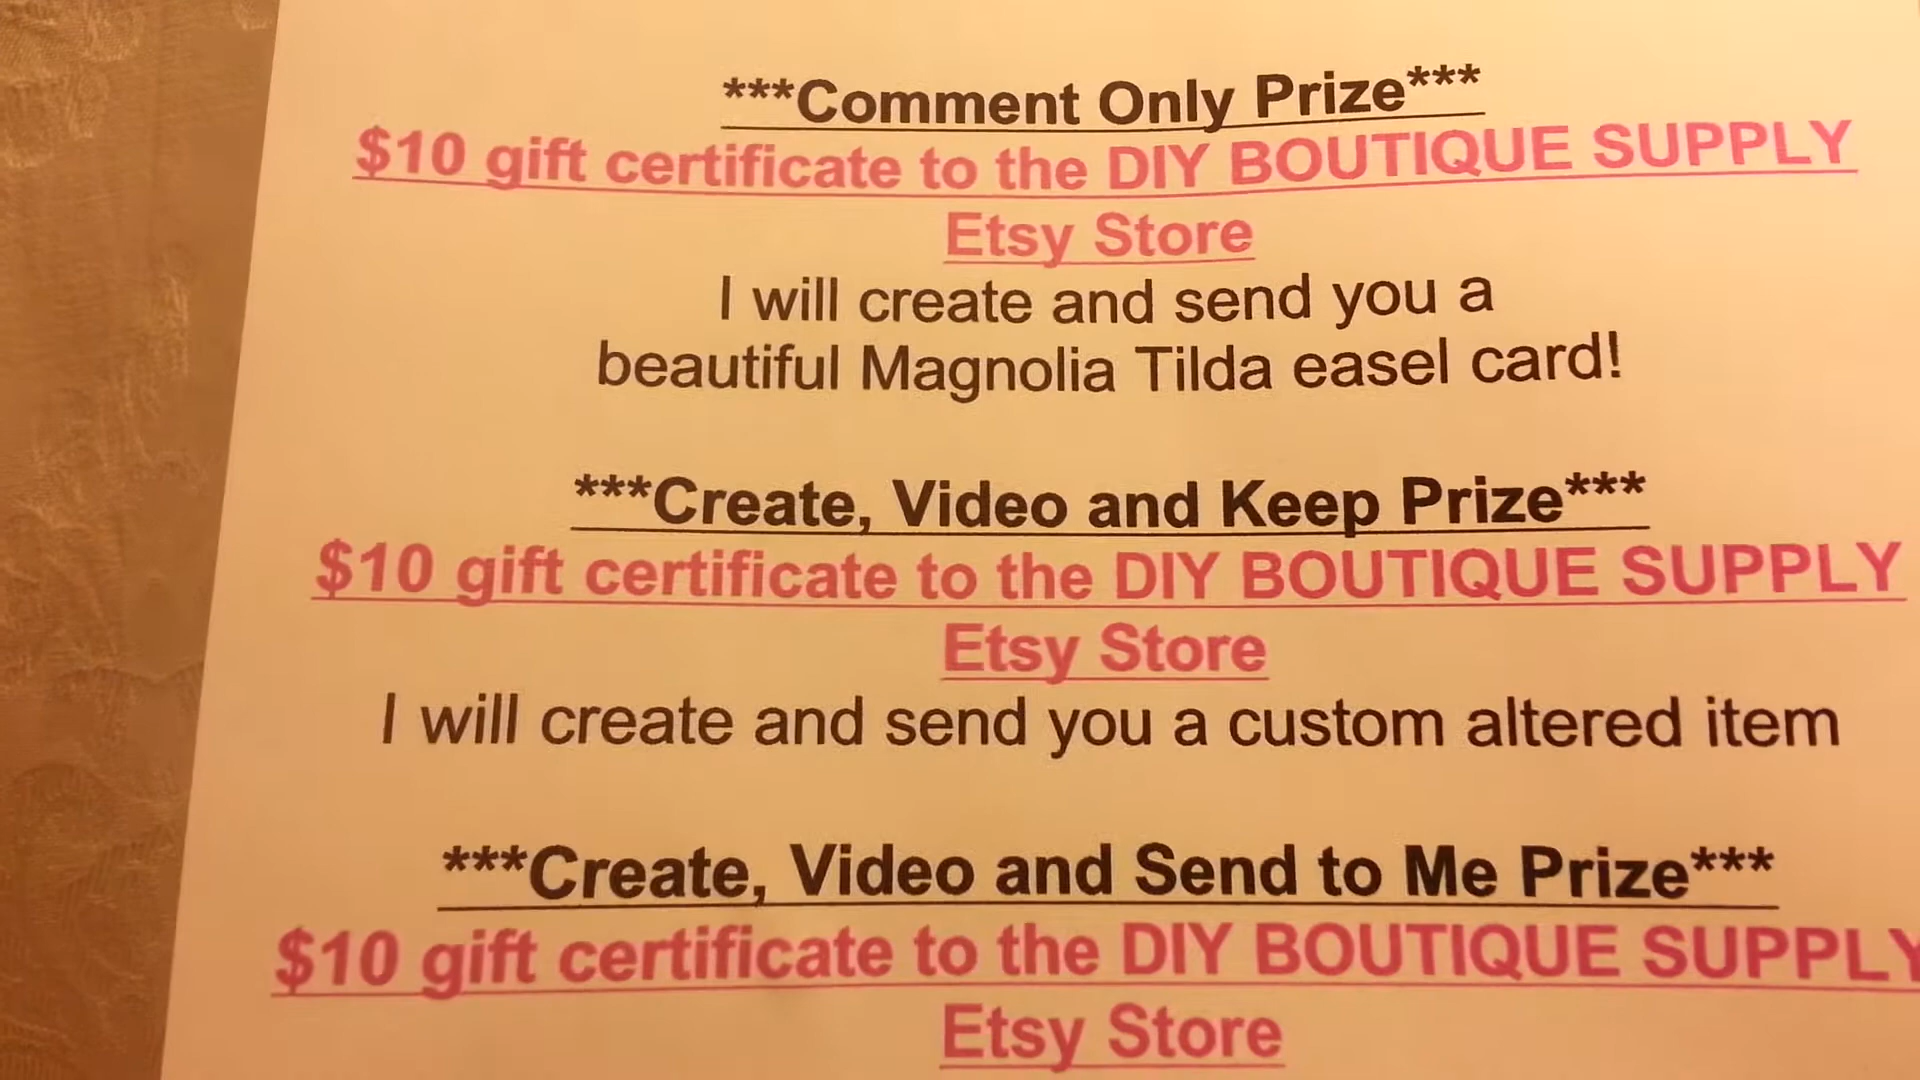 ***Comment Only Prize***
$10 gift certificate to the DIY BOUTIQUE SUPPLY
Etsy Store
I will create and send you a
beautiful Magnolia Tilda easel card!
***Create, Video and Keep Prize***
$10 gift certificate to the DIY BOUTIQUE SUPPLY
Etsy Store
I will create and send you a custom altered item
***Create, Video and Send to Me Prize***
$10 gift certificate to the DIY BOUTIQUE SUPPLY
Etsy Store